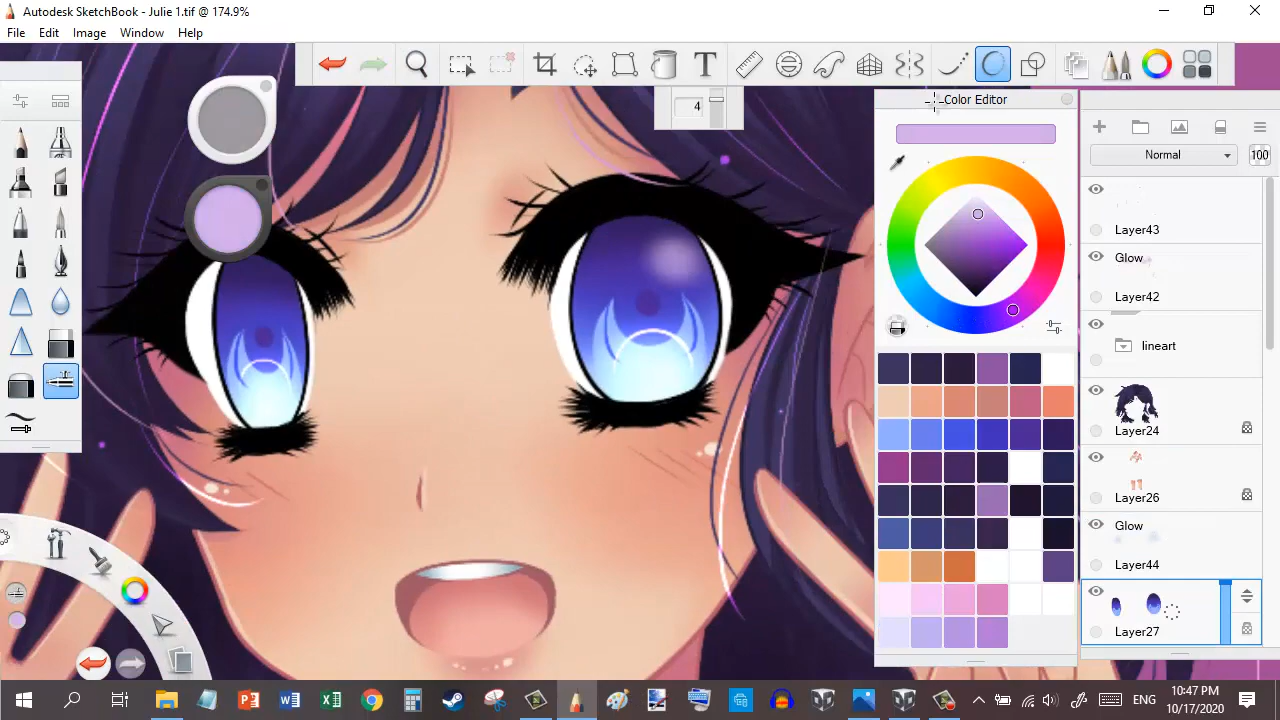 Autodesk SketchBook - Julie 1.tif @ 174.9%
File Edit Image Window Help
T
4
Color Editor
Normal 100
Layer43
Glow
Layer42
lineart
Layer24
Layer26
Glow
Layer44
Layer27
ENG
10:47 PM
10/17/2020